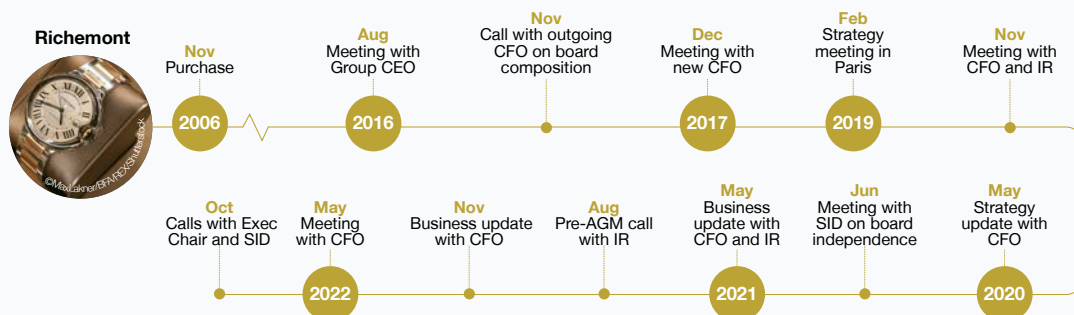 Richemont
©MaxLakner/BFA/REX/Shutterstock
Nov
Purchase
2006
Aug
Meeting with
Group CEO
2016
Nov
Call with outgoing
CFO on board
composition
Dec
Meeting with
new CFO
2017
Feb
Strategy
meeting in
Paris
2019
Nov
Meeting with
CFO and IR
Oct
Calls with Exec
Chair and SID
May
Meeting
with CFO
2022
Nov
Business update
with CFO
Aug
Pre-AGM call
with IR
May
Business
update with
CFO and IR
2021
Jun
Meeting with
SID on board
independence
May
Strategy
update with
CFO
2020